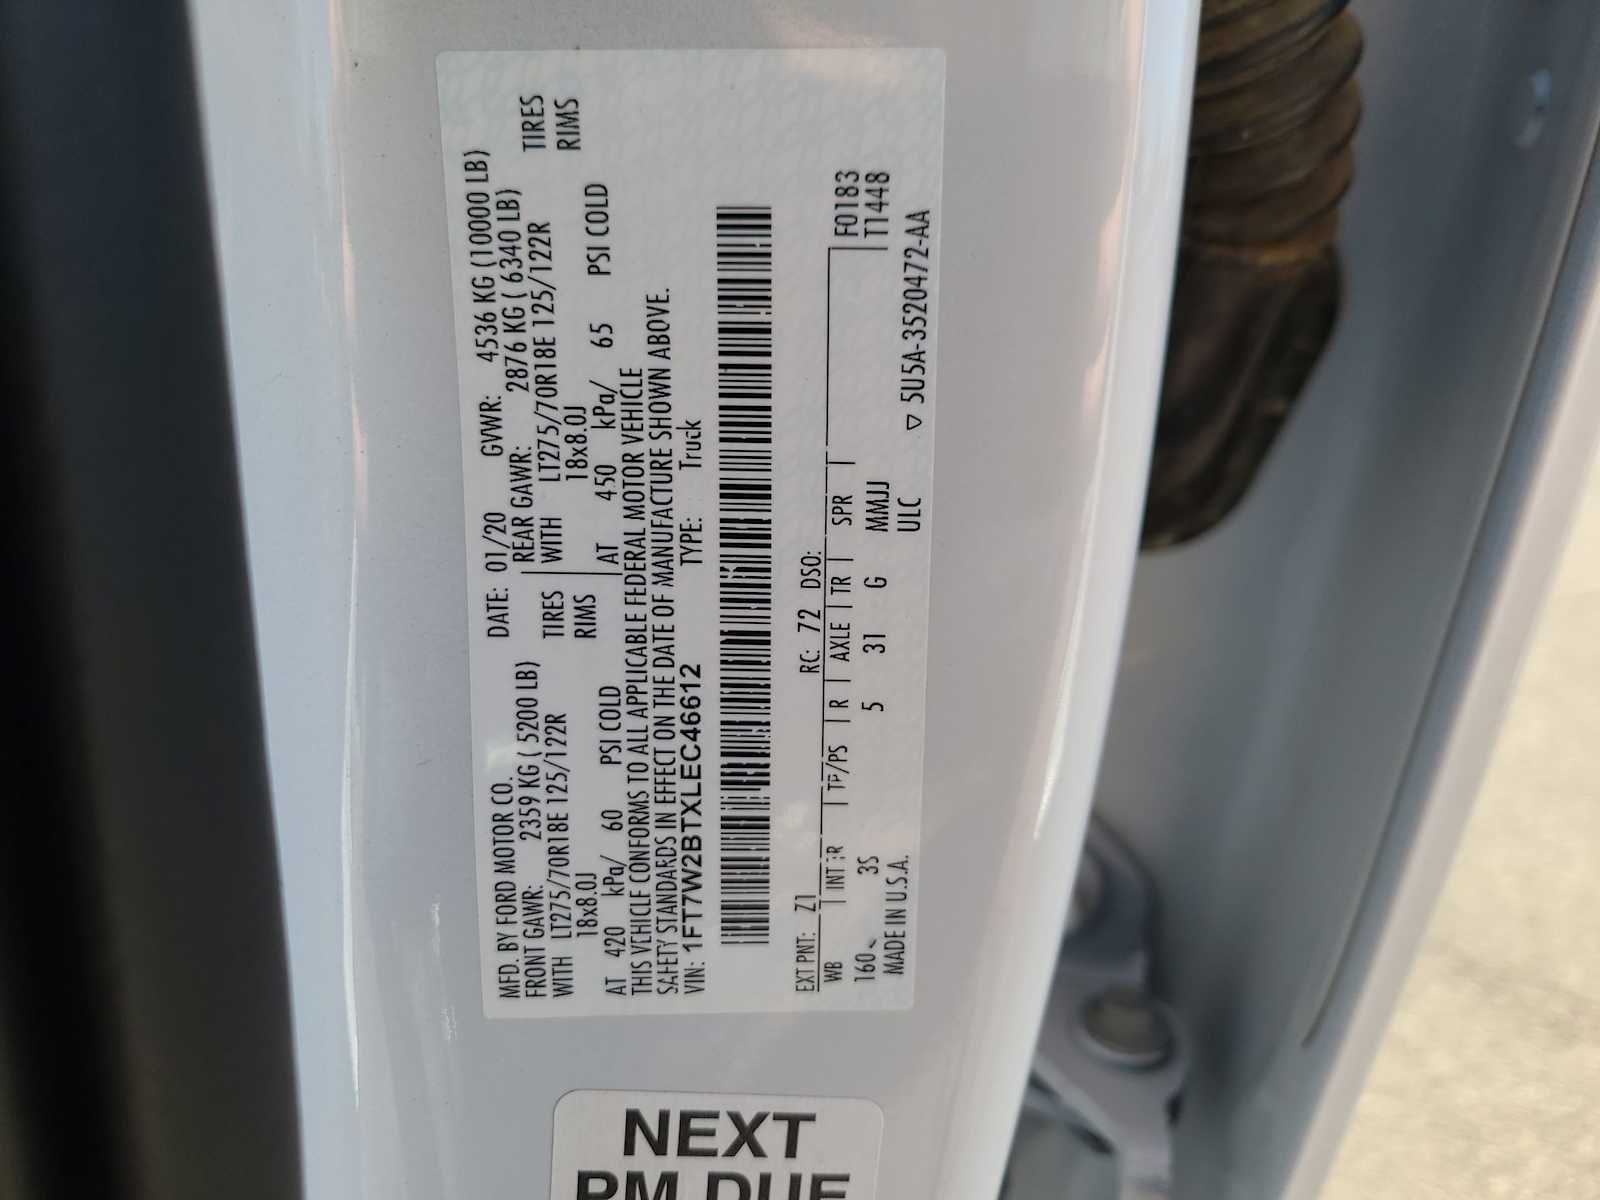 MFD. BY FORD MOTOR CO. DATE: 01/20 GVWR: 4536 KG (10000 LB)
FRONT GAWR: 2359 KG ( 5200 LB) REAR GAWR: 2876 KG ( 6340 LB)
WITH LT275/70R18E 125/122R TIRES WITH LT275/70R18E 125/122R TIRES
18x8.0J RIMS 18x8.0J RIMS
AT 420 kPa/ 60 PSI COLD AT 450 kPa/ 65 PSI COLD
THIS VEHICLE CONFORMS TO ALL APPLICABLE FEDERAL MOTOR VEHICLE
SAFETY STANDARDS IN EFFECT ON THE DATE OF MANUFACTURE SHOWN ABOVE.
VIN: 1FT7W2BTXLEC46612 TYPE: Truck
EXT PNT: Z1 RC: 72 DSO:
WB INT TR TP/PS R AXLE TR SPR F0183
160 3S 5 31 G MMJJ T1448
MADE IN U.S.A. ULC
▽ 5U5A-3520472-AA
NEXT
PM DUE